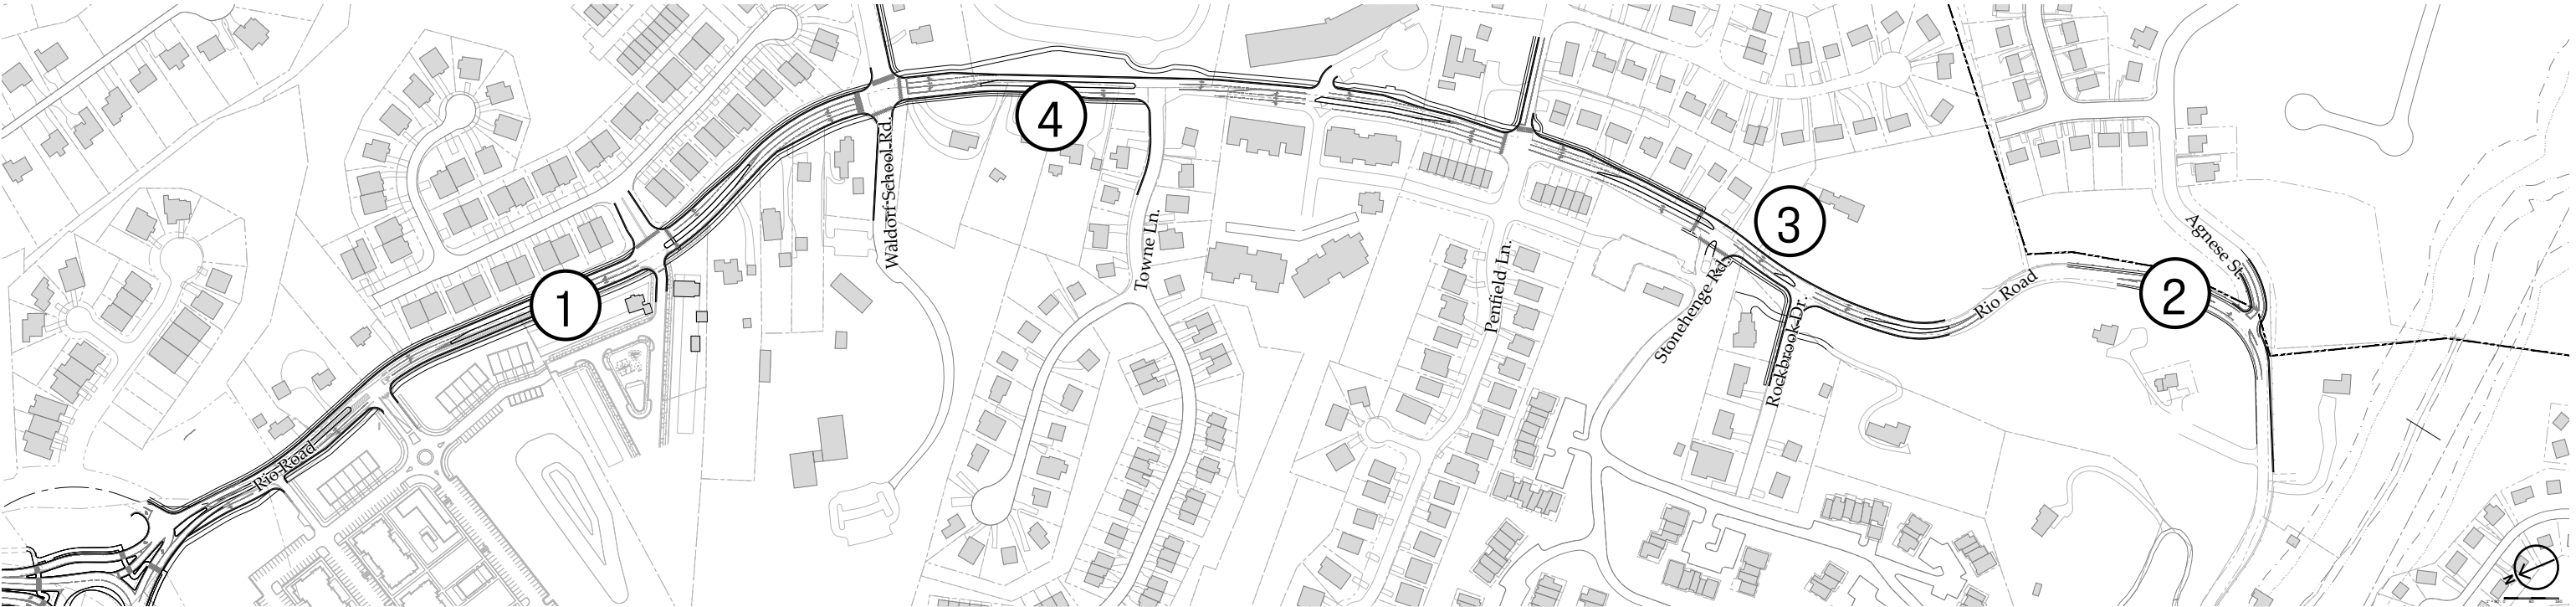 4
Waldorf School Rd.
3
Agnese St.
Towne Ln.
1
Penfield Ln.
Stonehenge Rd.
Rockbrook Dr.
Rio Road
2
Rio Road
N